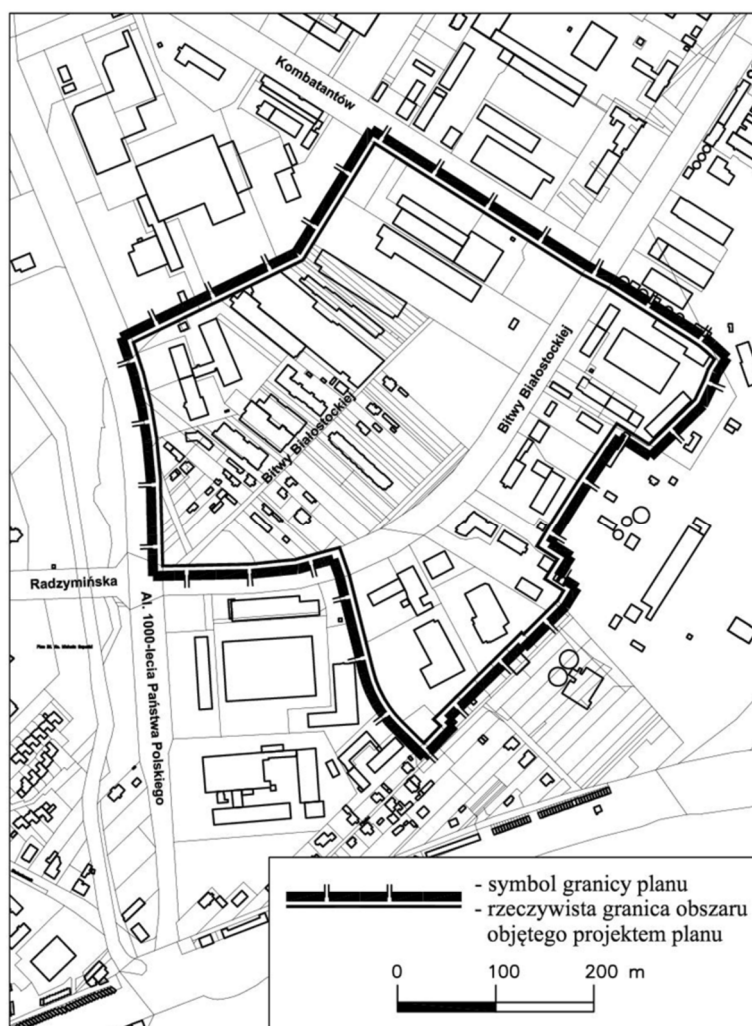 Kombatantów
Bitwy Białostockiej
Bitwy Białostockiej
Radzymińska
Al. 1000-lecia Państwa Polskiego
- symbol granicy planu
- rzeczywista granica obszaru
objętego projektem planu
0 100 200 m